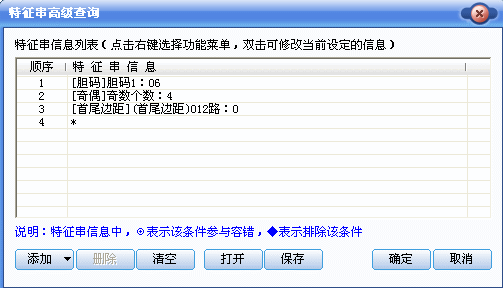 特征串高级查询
特征串信息列表（点击右键选择功能菜单，双击可修改当前设定的信息）
顺序 特 征 串 信 息
1 [胆码]胆码1：06
2 [奇偶]奇数个数：4
3 [首尾边距](首尾边距)012路：0
4 *
说明：特征串信息中，⊙表示该条件参与容错，◆表示排除该条件
添加 删除 清空 打开 保存 确定 取消